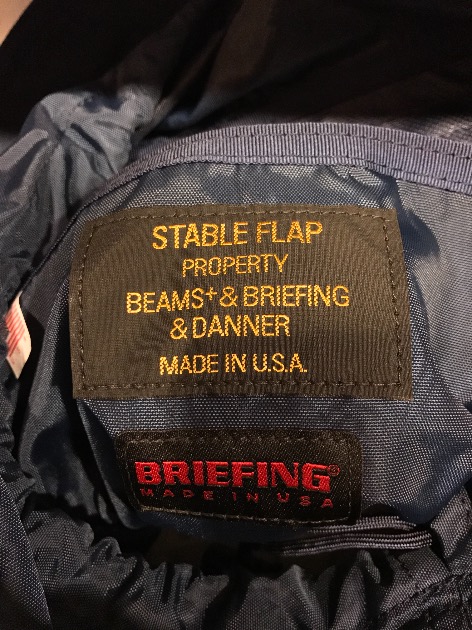 STABLE FLAP
PROPERTY
BEAMS+ & BRIEFING
& DANNER
MADE IN U.S.A.
BRIEFING®
MADE IN USA